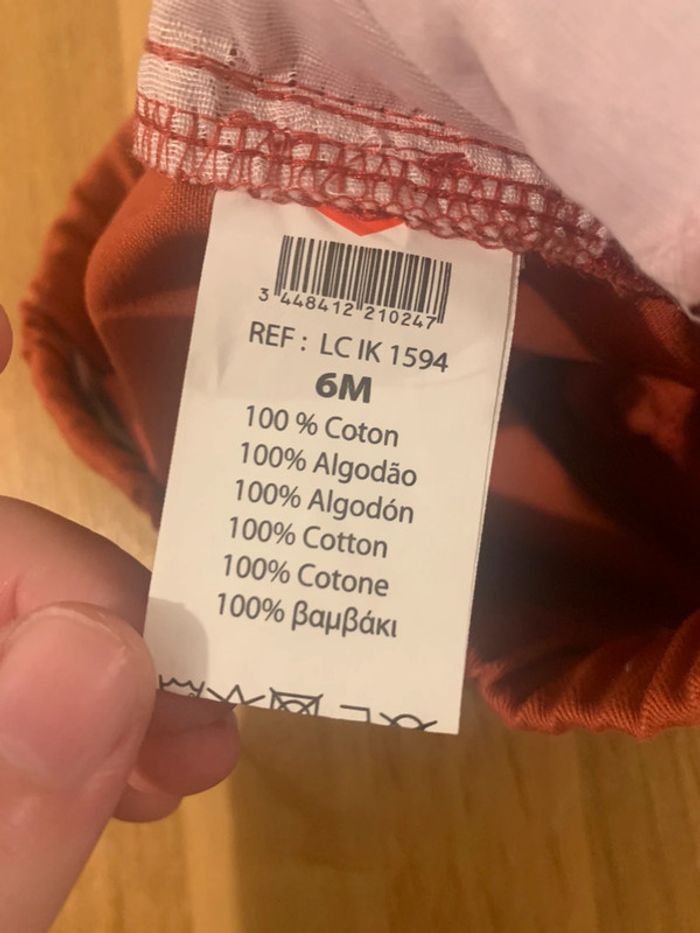 3 448412 210247
REF : LC IK 1594
6M
100 % Coton
100% Algodão
100% Algodón
100% Cotton
100% Cotone
100% βαμβάκι